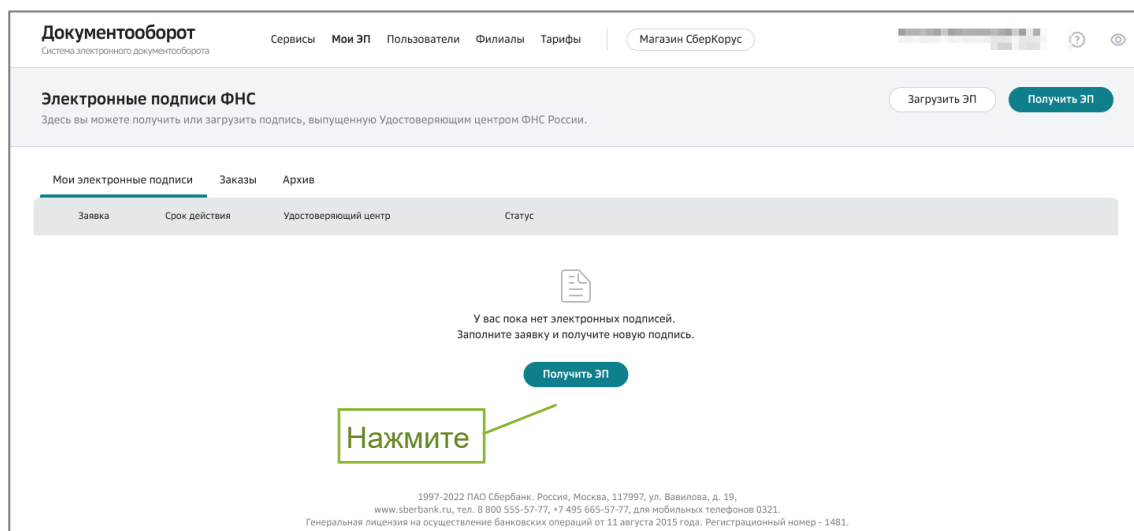 Документооборот
Система электронного документооборота
Сервисы Мои ЭП Пользователи Филиалы Тарифы Магазин СберКорус
Электронные подписи ФНС
Здесь вы можете получить или загрузить подпись, выпущенную Удостоверяющим центром ФНС России.
Загрузить ЭП Получить ЭП
Мои электронные подписи Заказы Архив
Заявка Срок действия Удостоверяющий центр Статус
У вас пока нет электронных подписей.
Заполните заявку и получите новую подпись.
Получить ЭП
Нажмите
1997-2022 ПАО Сбербанк. Россия, Москва, 117997, ул. Вавилова, д. 19,
www.sberbank.ru, тел. 8 800 555-57-77, +7 495 665-57-77, для мобильных телефонов 0321.
Генеральная лицензия на осуществление банковских операций от 11 августа 2015 года. Регистрационный номер - 1481.